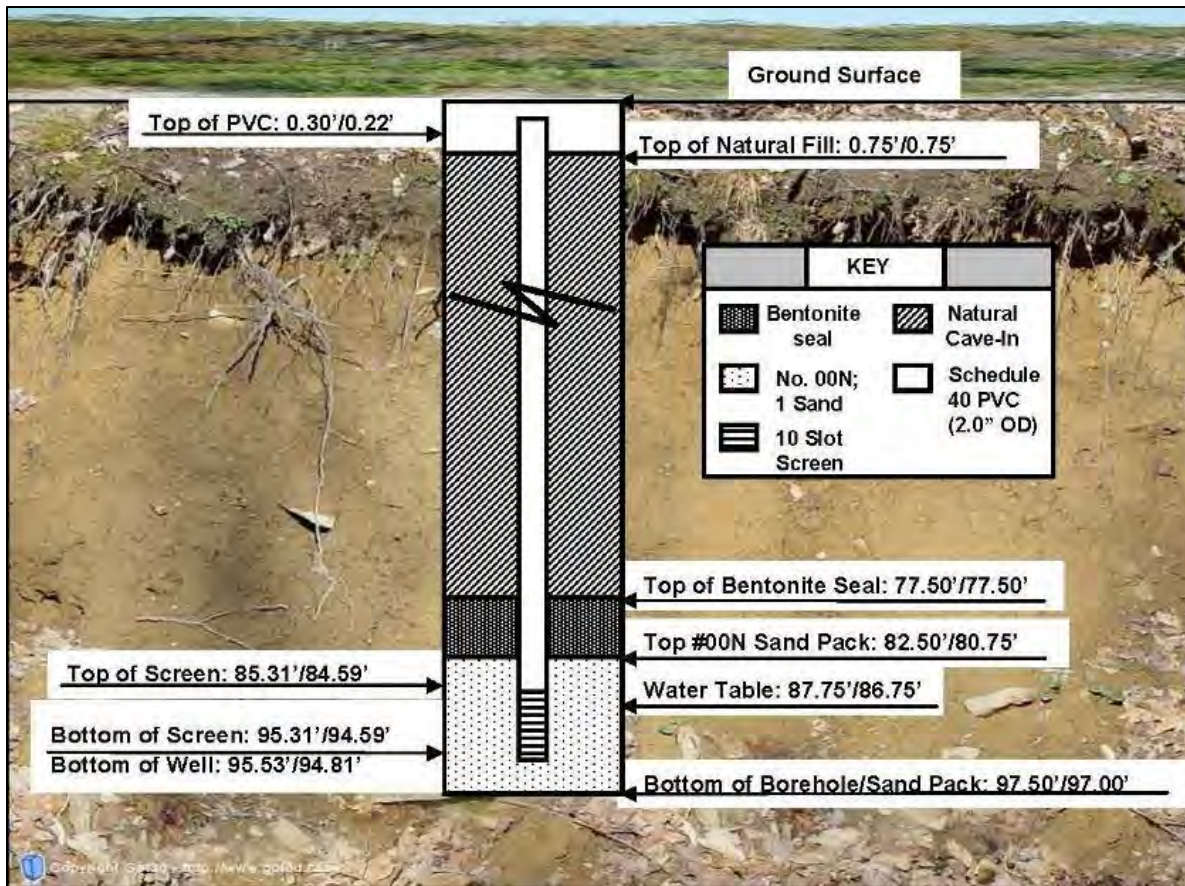 Ground Surface
Top of PVC: 0.30'/0.22'
Top of Natural Fill: 0.75'/0.75'
KEY
Bentonite
seal
Natural
Cave-In
No. 00N;
1 Sand
Schedule
40 PVC
(2.0" OD)
10 Slot
Screen
Top of Bentonite Seal: 77.50'/77.50'
Top #00N Sand Pack: 82.50'/80.75'
Top of Screen: 85.31'/84.59'
Water Table: 87.75'/86.75'
Bottom of Screen: 95.31'/94.59'
Bottom of Well: 95.53'/94.81'
Bottom of Borehole/Sand Pack: 97.50'/97.00'
Copyright